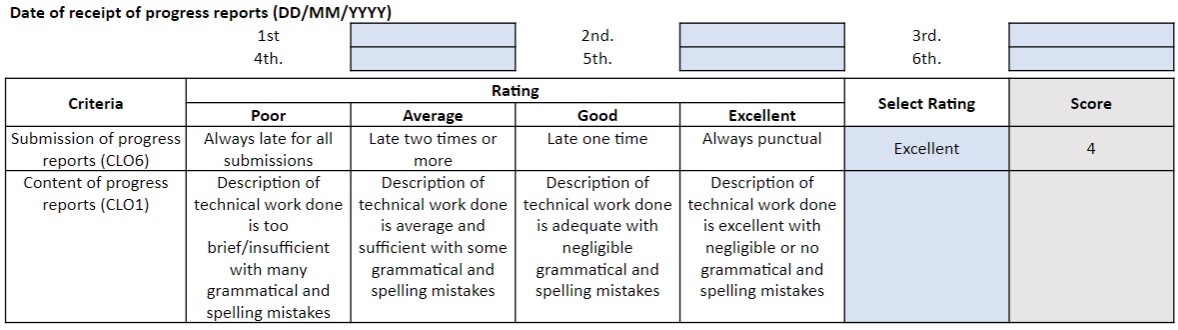 Date of receipt of progress reports (DD/MM/YYYY)
1st 2nd. 3rd.
4th. 5th. 6th.
Criteria Rating Select Rating Score
Poor Average Good Excellent
Submission of progress reports (CLO6) Always late for all submissions Late two times or more Late one time Always punctual Excellent 4
Content of progress reports (CLO1) Description of technical work done is too brief/insufficient with many grammatical and spelling mistakes Description of technical work done is average and sufficient with some grammatical and spelling mistakes Description of technical work done is adequate with negligible grammatical and spelling mistakes Description of technical work done is excellent with negligible or no grammatical and spelling mistakes